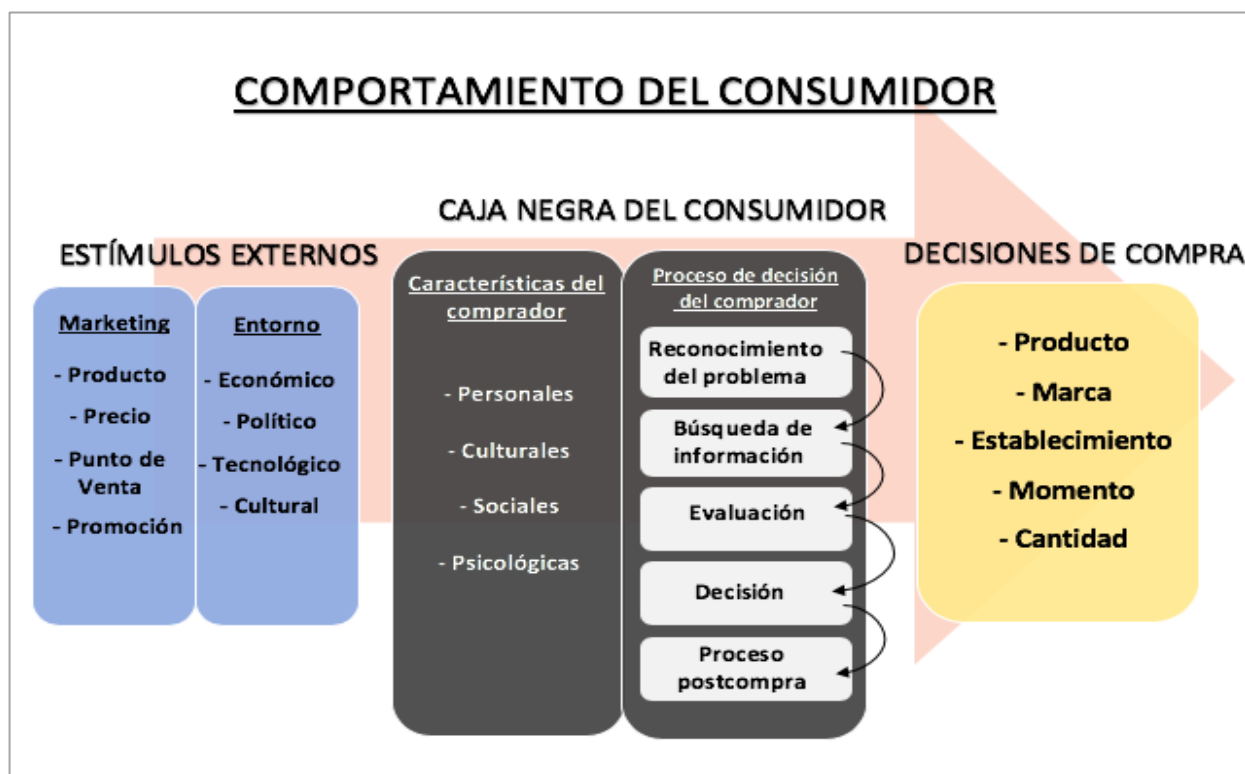 COMPORTAMIENTO DEL CONSUMIDOR
CAJA NEGRA DEL CONSUMIDOR
ESTÍMULOS EXTERNOS
DECISIONES DE COMPRA
Marketing
- Producto
- Precio
- Punto de
Venta
- Promoción
Entorno
- Económico
- Político
- Tecnológico
- Cultural
Características del
comprador
- Personales
- Culturales
- Sociales
- Psicológicas
Proceso de decisión
del comprador
Reconocimiento
del problema
Búsqueda de
información
Evaluación
Decisión
Proceso
postcompra
- Producto
- Marca
- Establecimiento
- Momento
- Cantidad